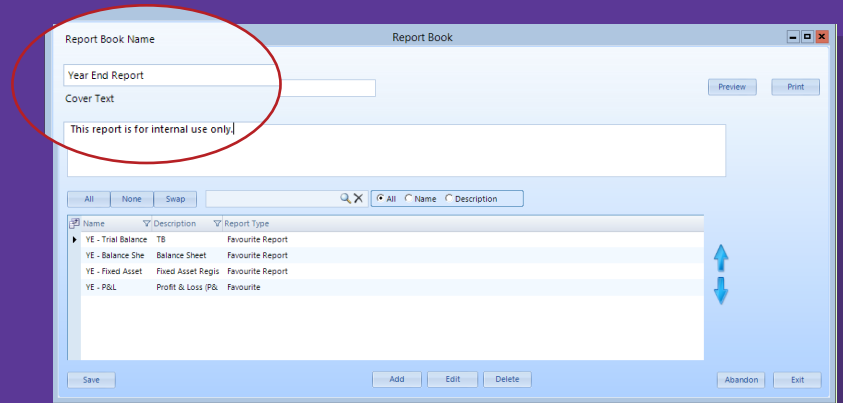 Report Book
Report Book Name
Year End Report
Preview Print
Cover Text
This report is for internal use only.
All None Swap All Name Description
Name Description Report Type
YE - Trial Balance TB Favourite Report
YE - Balance She Balance Sheet Favourite Report
YE - Fixed Asset Fixed Asset Regis Favourite Report
YE - P&L Profit & Loss (P& Favourite
Save Add Edit Delete Abandon Exit